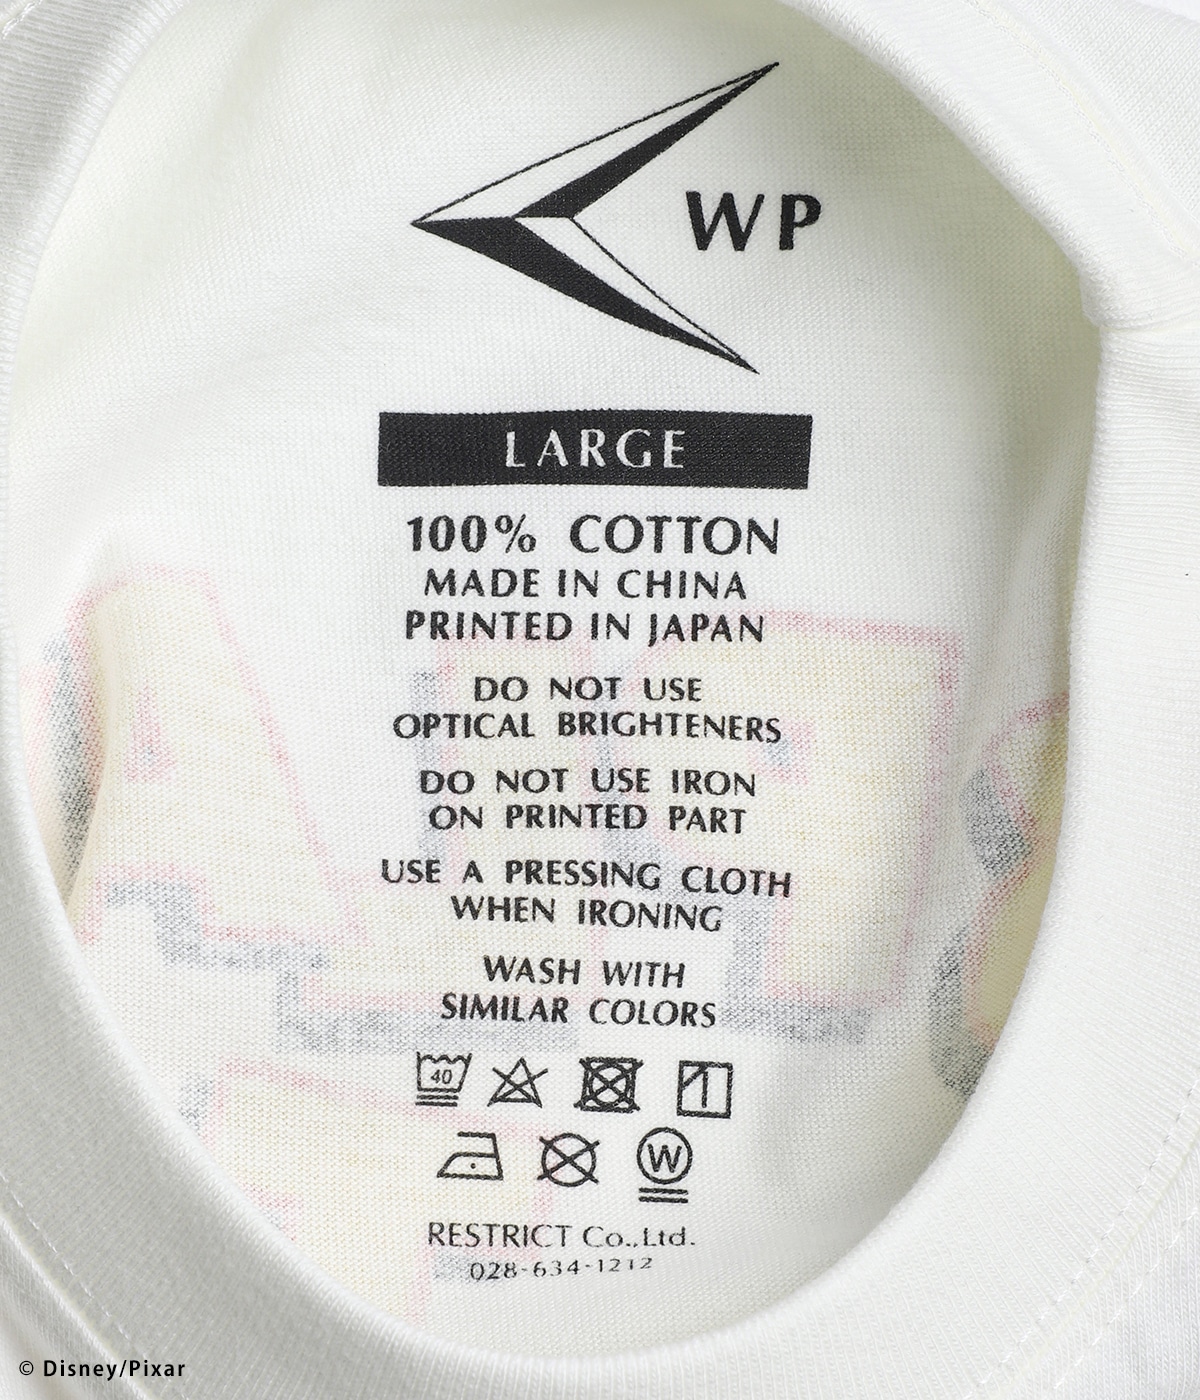 WP
LARGE
100% COTTON
MADE IN CHINA
PRINTED IN JAPAN
DO NOT USE
OPTICAL BRIGHTENERS
DO NOT USE IRON
ON PRINTED PART
USE A PRESSING CLOTH
WHEN IRONING
WASH WITH
SIMILAR COLORS
40
W
RESTRICT Co.,Ltd.
028-634-1212
© Disney/Pixar